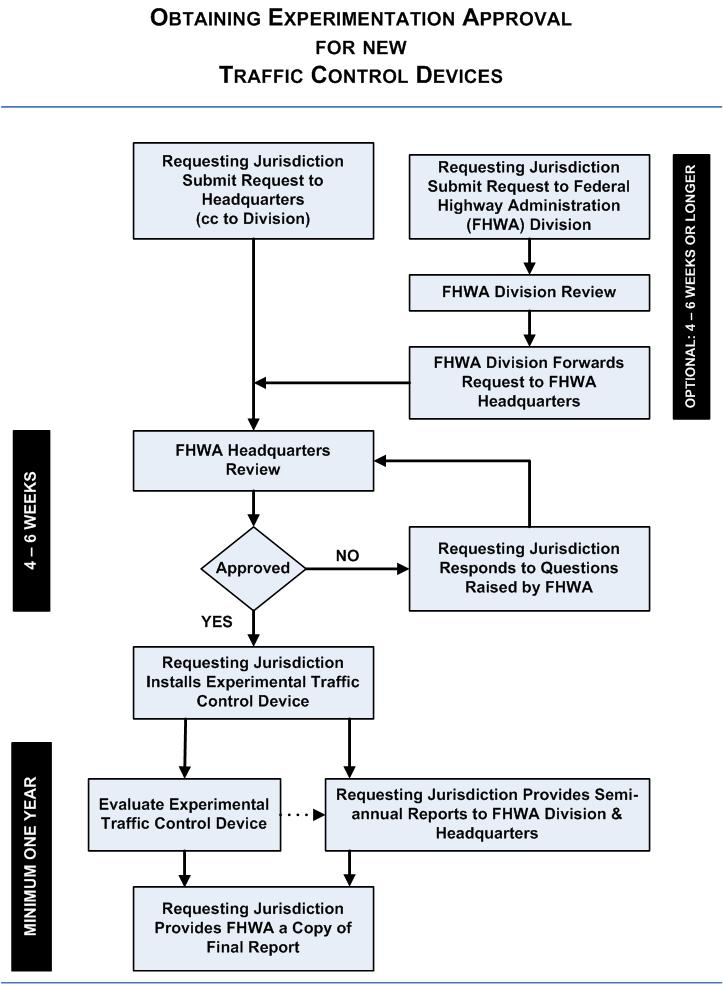 OBTAINING EXPERIMENTATION APPROVAL
FOR NEW
TRAFFIC CONTROL DEVICES
Requesting Jurisdiction
Submit Request to
Headquarters
(cc to Division)
Requesting Jurisdiction
Submit Request to Federal
Highway Administration
(FHWA) Division
OPTIONAL: 4 – 6 WEEKS OR LONGER
FHWA Division Review
FHWA Division Forwards
Request to FHWA
Headquarters
FHWA Headquarters
Review
4 – 6 WEEKS
Approved
NO
Requesting Jurisdiction
Responds to Questions
Raised by FHWA
YES
Requesting Jurisdiction
Installs Experimental Traffic
Control Device
MINIMUM ONE YEAR
Evaluate Experimental
Traffic Control Device
Requesting Jurisdiction Provides Semi-
annual Reports to FHWA Division &
Headquarters
Requesting Jurisdiction
Provides FHWA a Copy of
Final Report